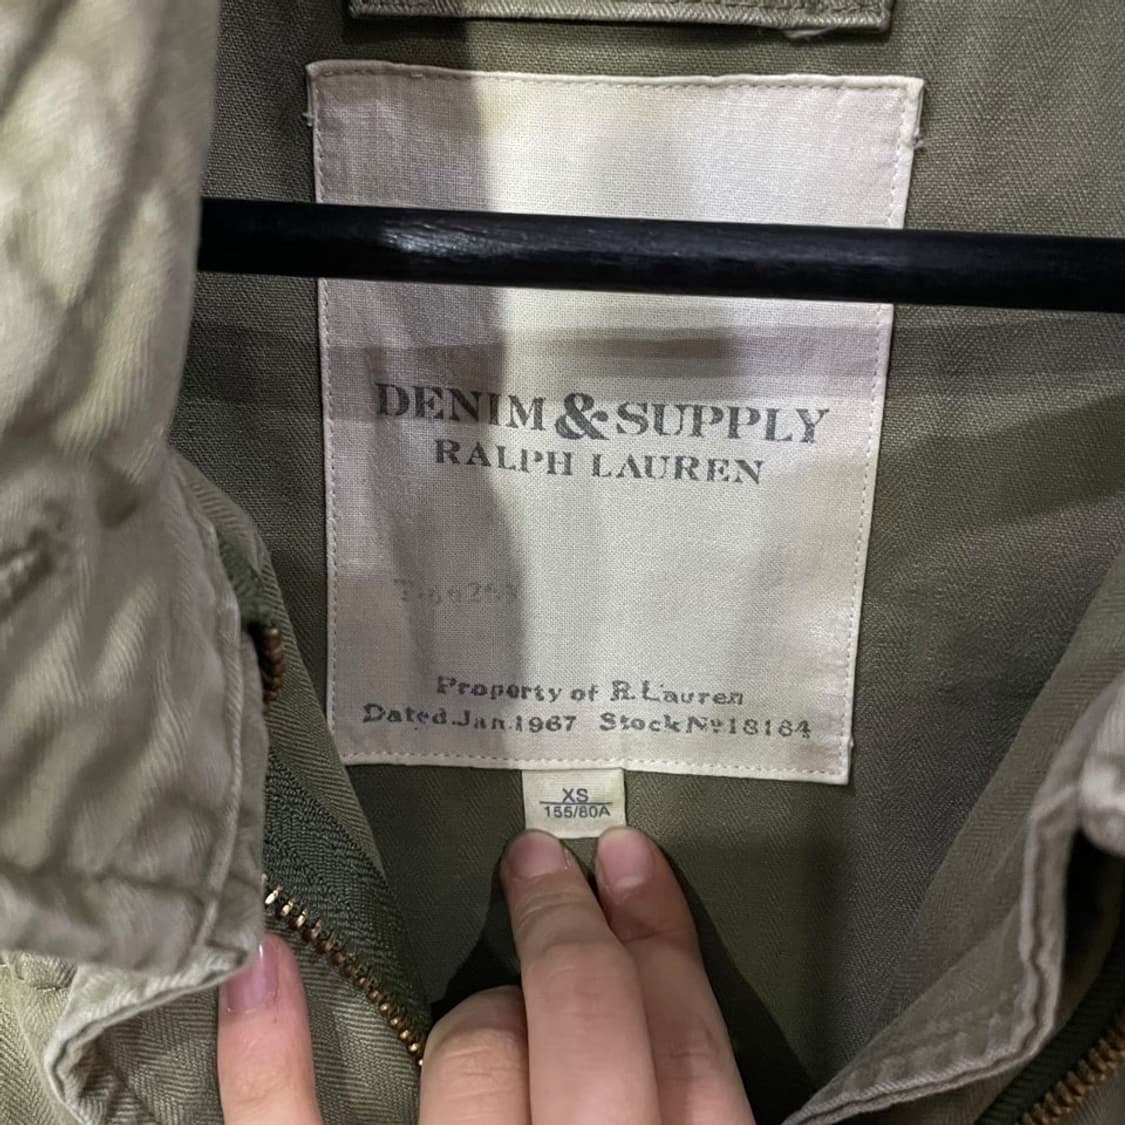 DENIM & SUPPLY
RALPH LAUREN
Property of R. Lauren
Dated Jan. 1967 Stock Nº 18164
XS
155/80A